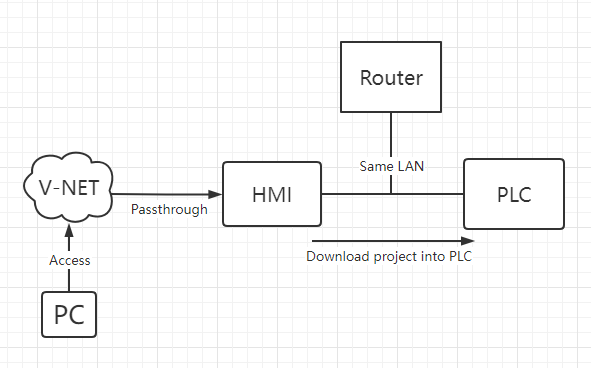 Router
Same LAN
V-NET
Passthrough
HMI
PLC
Access
Download project into PLC
PC